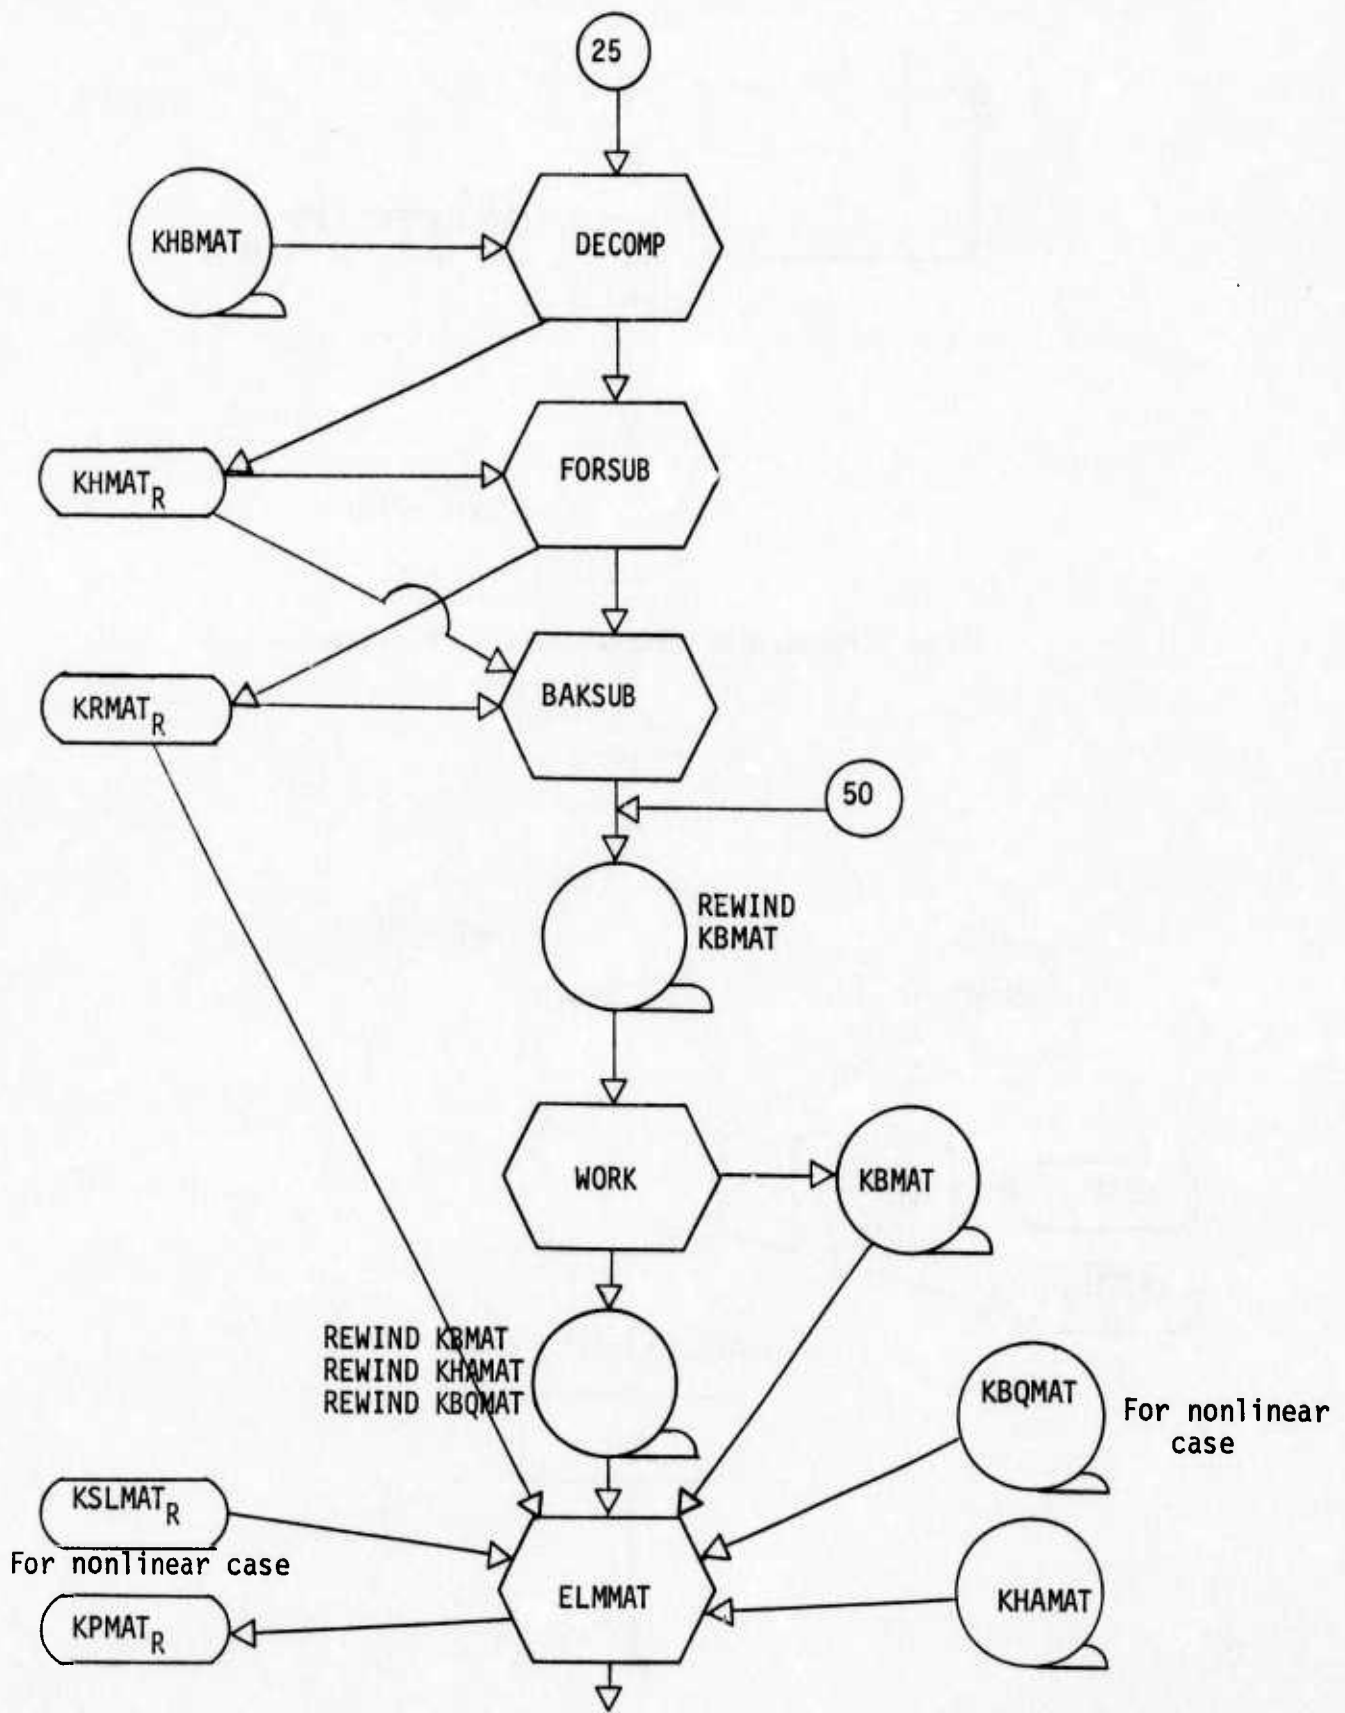 25
KHBMAT
DECOMP
FORSUB
KHMAT_R
BAKSUB
KRMAT_R
50
REWIND
KBMAT
WORK
KBMAT
REWIND KBMAT
REWIND KHAMAT
REWIND KBQMAT
KBQMAT
For nonlinear
case
KSLMAT_R
For nonlinear case
ELMMAT
KHAMAT
KPMAT_R